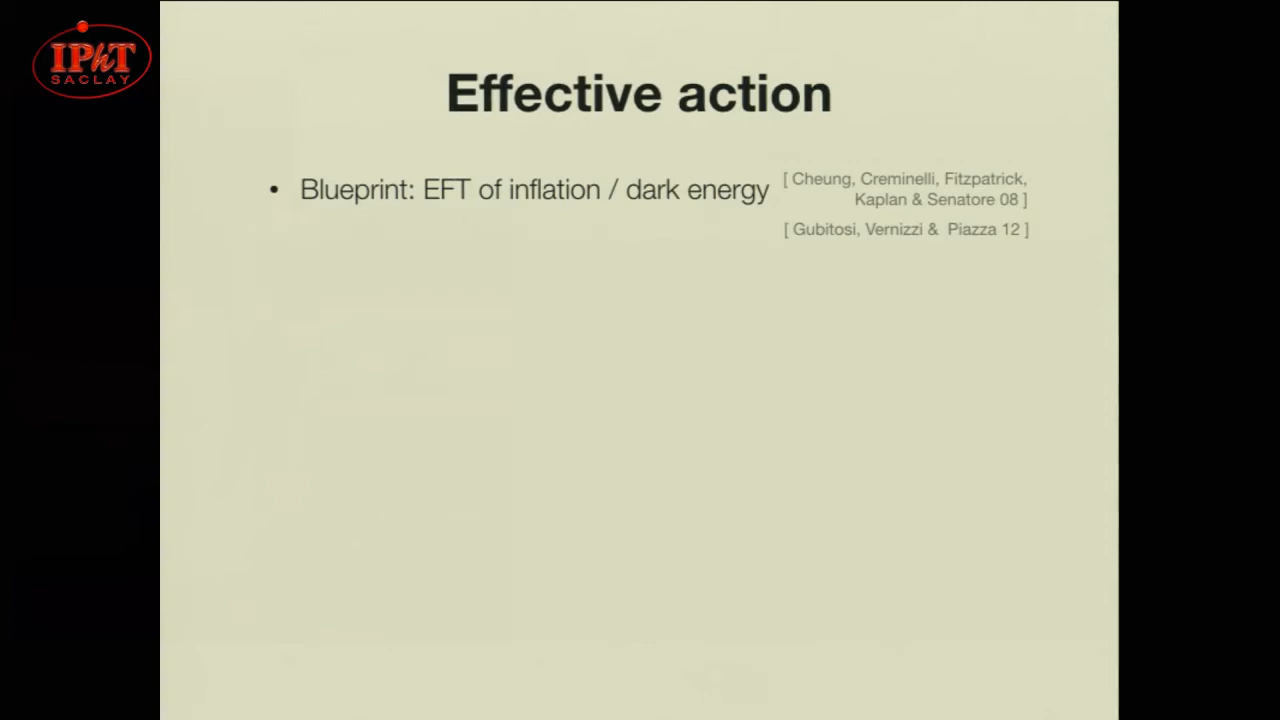 IPhT
SACLAY
Effective action
• Blueprint: EFT of inflation / dark energy
[ Cheung, Creminelli, Fitzpatrick,
Kaplan & Senatore 08 ]
[ Gubitosi, Vernizzi & Piazza 12 ]